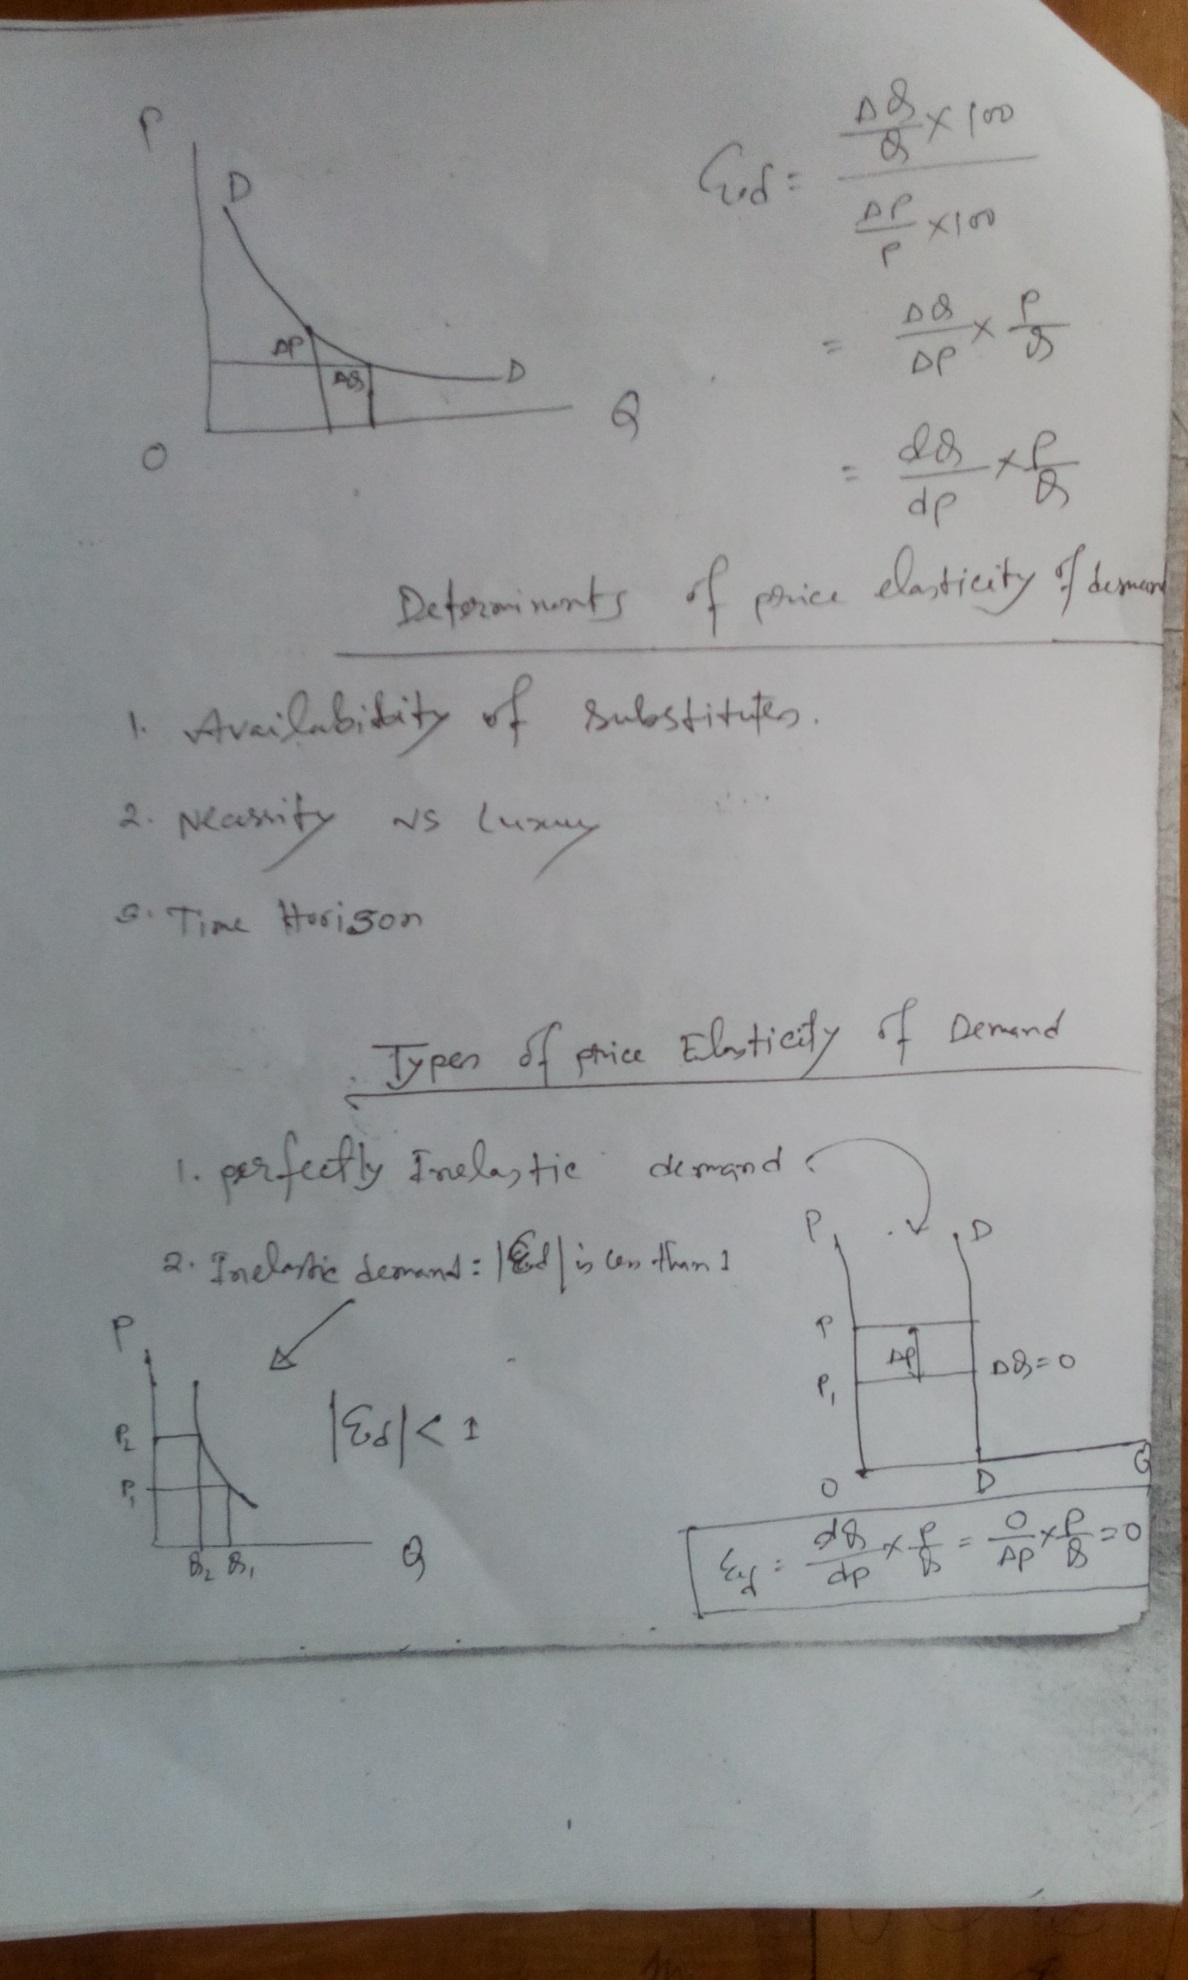 P
D
ΔP
ΔQ
D
Q
O
Ed = (ΔQ/Q × 100) / (ΔP/P × 100)
= ΔQ/ΔP × P/Q
= dQ/dP × P/Q
Determinants of price elasticity of demand
1. Availability of substitutes.
2. Necessity vs Luxury
3. Time Horison
Types of price Elasticity of Demand
1. perfectly Inelastic demand
P
D
P
ΔP
P₁
ΔQ = 0
O
D
Q
2. Inelastic demand : |Ed| is less than 1
P
P₂
P₁
Q₂ Q₁
Q
|Ed| < 1
Ed = dQ/dP × P/Q = 0/ΔP × P/Q = 0